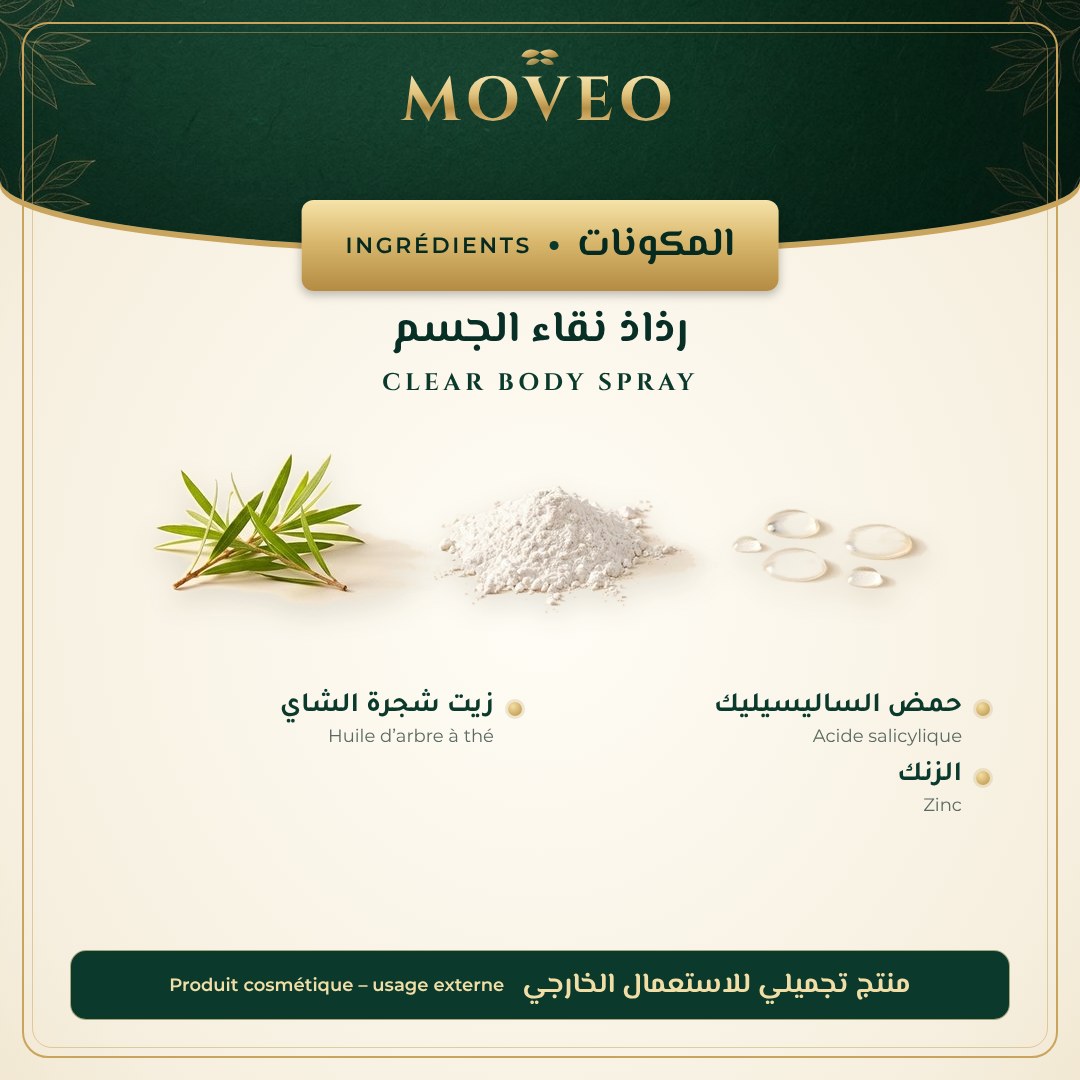 MOVEO
المكونات • INGRÉDIENTS
رذاذ نقاء الجسم
CLEAR BODY SPRAY
حمض الساليسيليك
Acide salicylique
زيت شجرة الشاي
Huile d’arbre à thé
الزنك
Zinc
منتج تجميلي للاستعمال الخارجي Produit cosmétique – usage externe